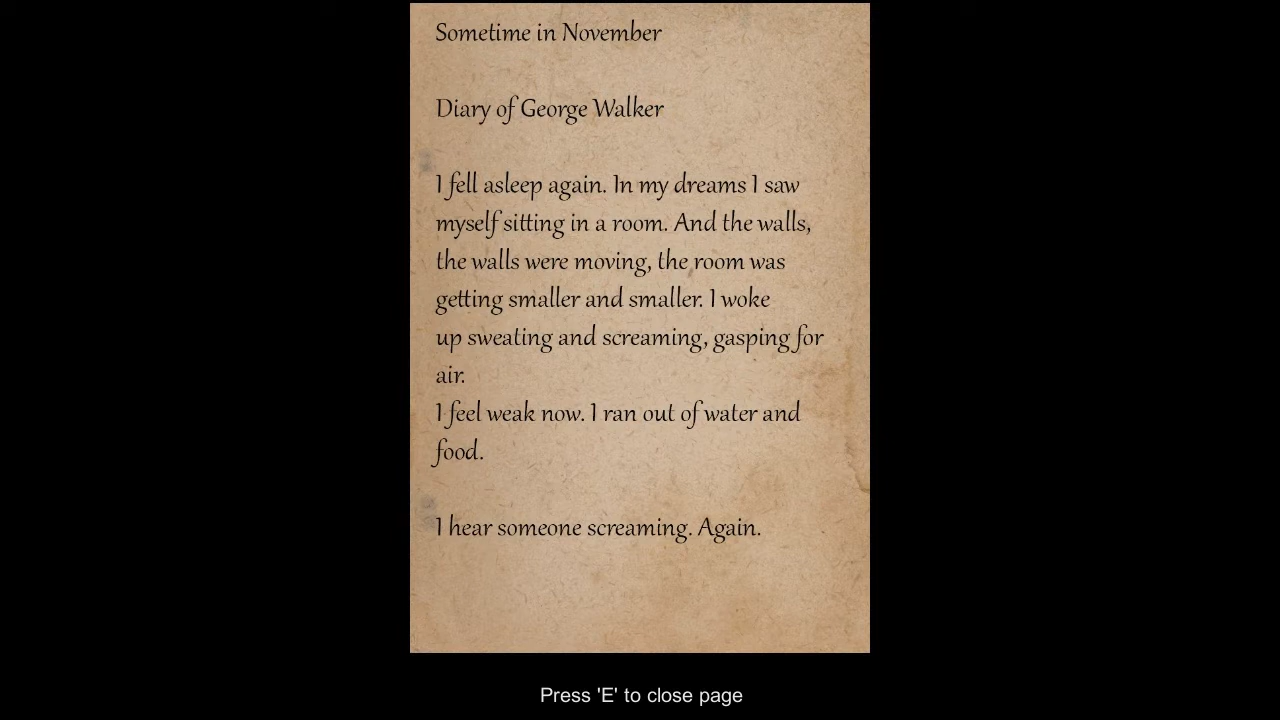 Sometime in November
Diary of George Walker
I fell asleep again. In my dreams I saw
myself sitting in a room. And the walls,
the walls were moving, the room was
getting smaller and smaller. I woke
up sweating and screaming, gasping for
air.
I feel weak now. I ran out of water and
food.
I hear someone screaming. Again.
Press 'E' to close page